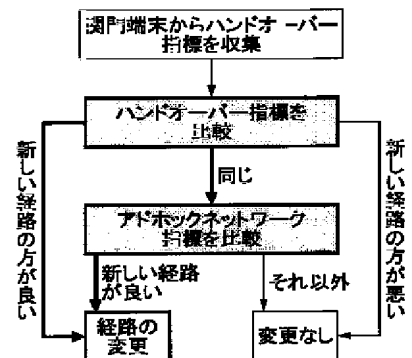 関門端末からハンドオーバー
指標を収集
ハンドオーバー指標を
比較
新しい経路の方が良い
同じ
新しい経路の方が悪い
アドホックネットワーク
指標を比較
新しい経路
が良い
それ以外
経路の
変更
変更なし